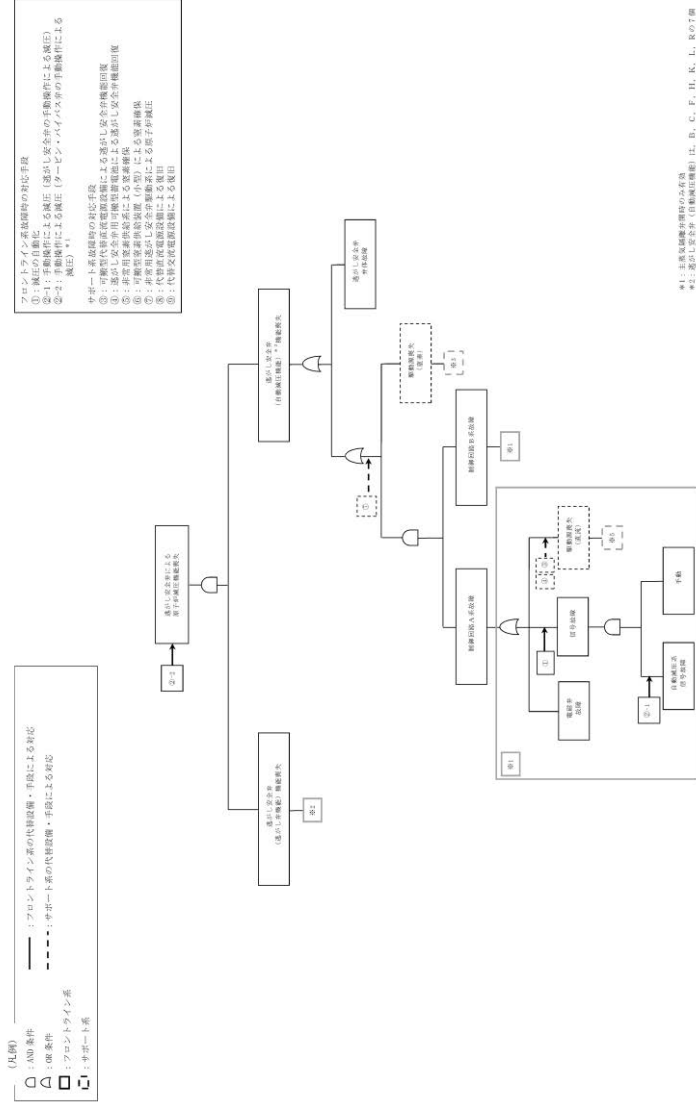 (凡例)
:AND 条件
:OR 条件
:フロントライン系
:サポート系
:フロントライン系の代替設備・手段による対応
:サポート系の代替設備・手段による対応
フロントライン系故障時の対応手段
①:減圧の自動化
②-1:手動操作による減圧(逃がし安全弁の手動操作による減圧)
②-2:手動操作による減圧(タービン・バイパス弁の手動操作による
減圧)*1
サポート系故障時の対応手段
③:可搬型代替直流電源設備による逃がし安全弁機能回復
④:逃がし安全弁用可搬型蓄電池による逃がし安全弁機能回復
⑤:非常用窒素供給系による窒素確保
⑥:可搬型窒素供給装置(小型)による窒素確保
⑦:非常用逃がし安全弁駆動系による原子炉減圧
⑧:代替直流電源設備による復旧
⑨:代替交流電源設備による復旧
逃がし安全弁による
原子炉減圧機能喪失
②-2
逃がし安全弁
(逃がし弁機能)機能喪失
※2
逃がし安全弁
(自動減圧機能)*2機能喪失
逃がし安全弁
弁体故障
⑦
駆動源喪失
(窒素)
制御回路A系故障
制御回路B系故障
※1
※1
電磁弁
故障
①
信号故障
④
③
駆動源喪失
(直流)
②-1
自動減圧系
信号故障
手動
*1:主蒸気隔離弁開時のみ有効
*2:逃がし安全弁(自動減圧機能)は、B, C, F, H, K, L, Rの7個